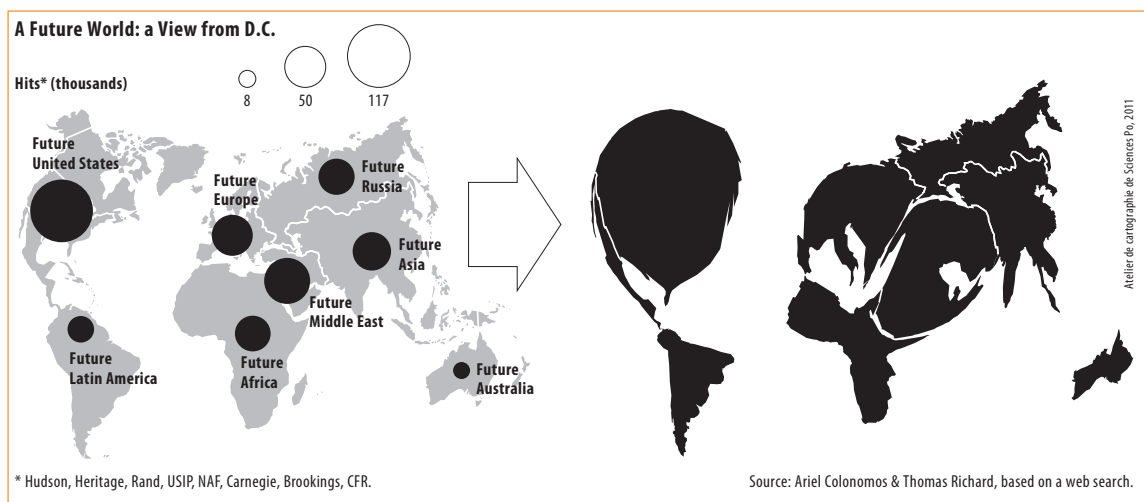 A Future World: a View from D.C.
Hits* (thousands)
8
50
117
Future
United States
Future
Europe
Future
Russia
Future
Asia
Future
Middle East
Future
Latin America
Future
Africa
Future
Australia
Atelier de cartographie de Sciences Po, 2011
* Hudson, Heritage, Rand, USIP, NAF, Carnegie, Brookings, CFR.
Source: Ariel Colonomos & Thomas Richard, based on a web search.